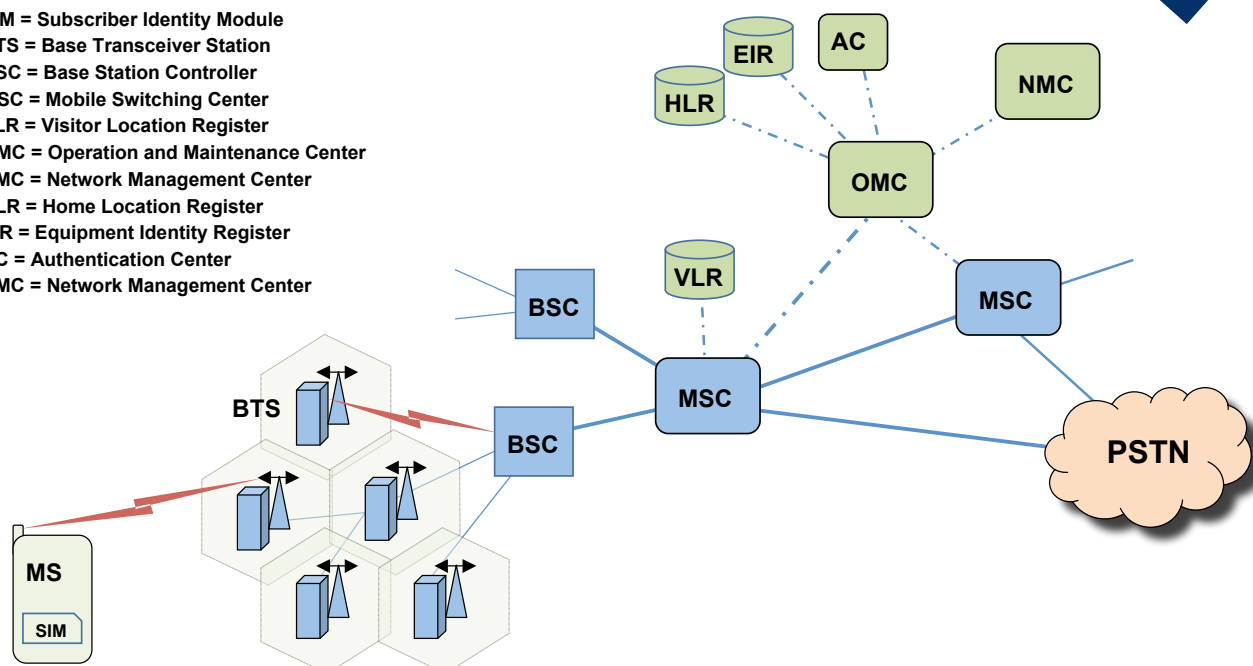 M = Subscriber Identity Module
TS = Base Transceiver Station
SC = Base Station Controller
SC = Mobile Switching Center
LR = Visitor Location Register
MC = Operation and Maintenance Center
MC = Network Management Center
LR = Home Location Register
R = Equipment Identity Register
C = Authentication Center
MC = Network Management Center
EIR
AC
HLR
NMC
OMC
VLR
BSC
MSC
MSC
BTS
BSC
PSTN
MS
SIM